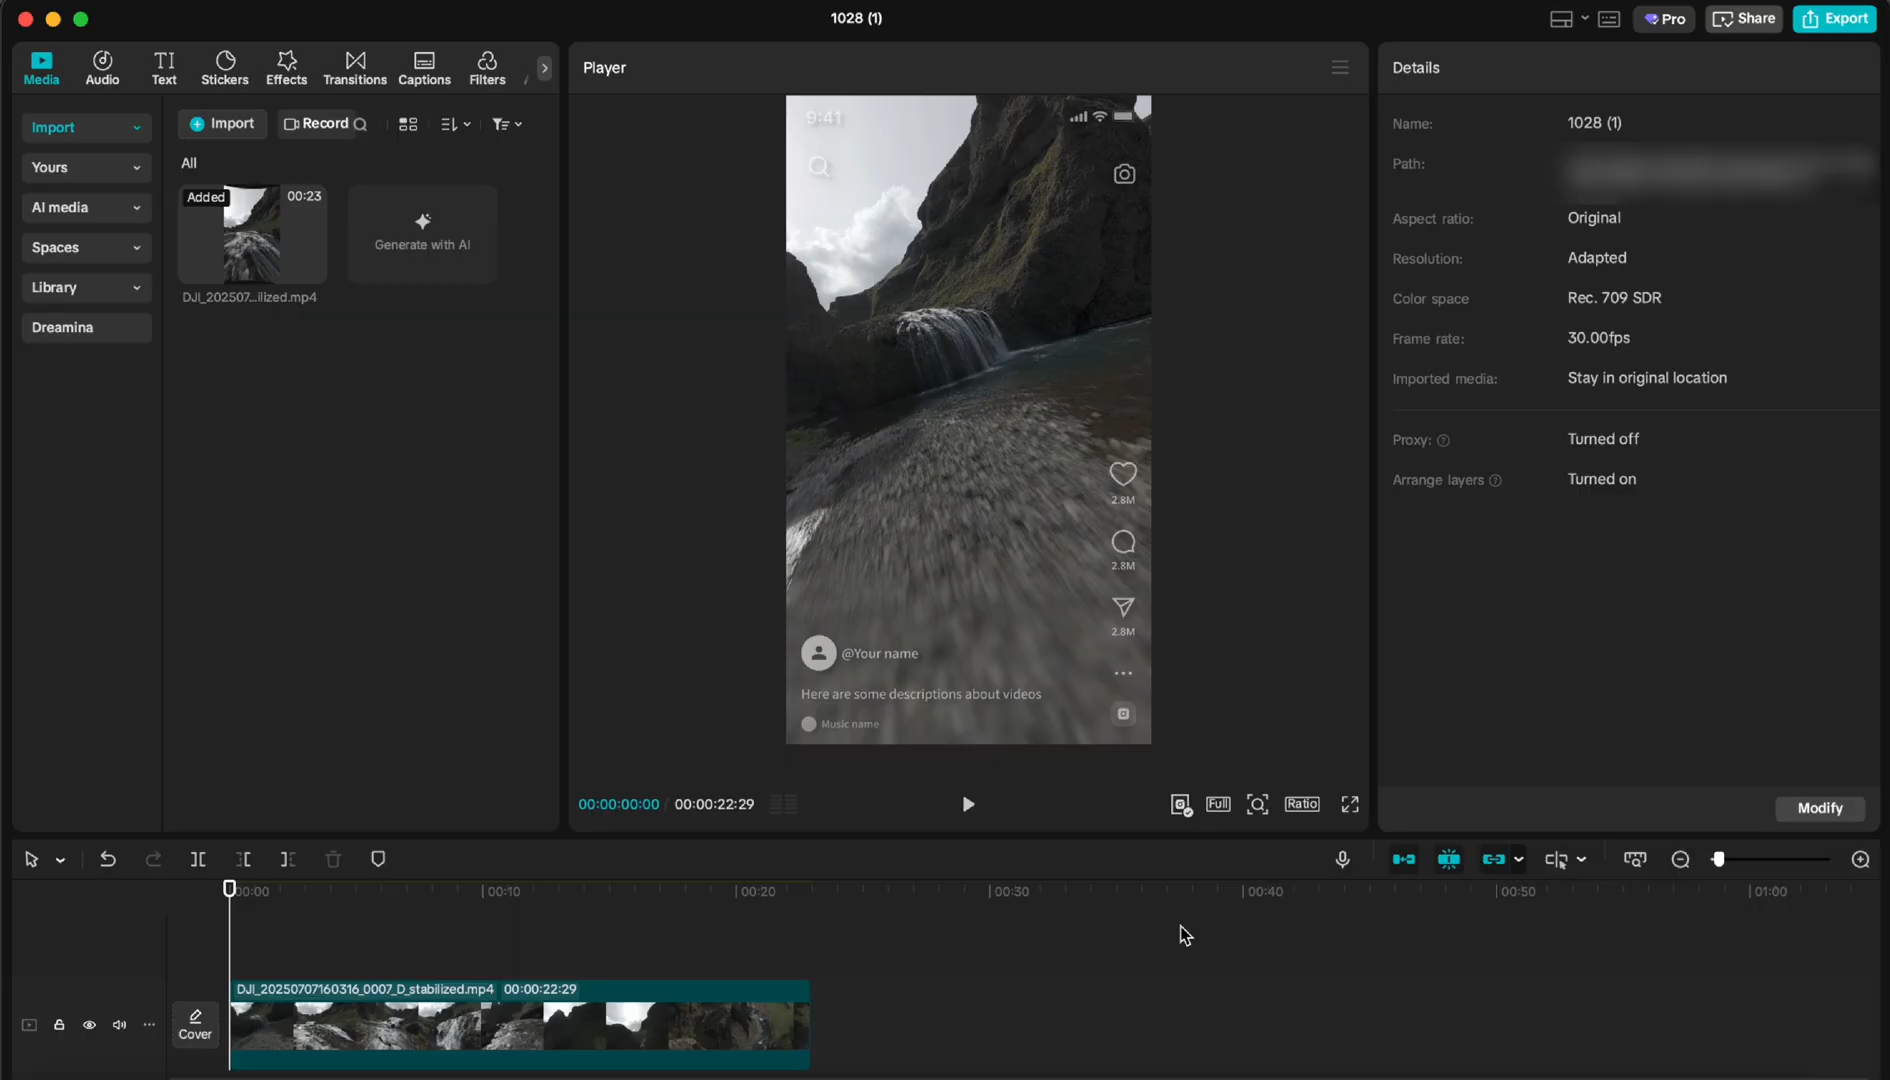 1028 (1)
Pro
Share
Export
Media
Audio
TI
Text
Stickers
Effects
Transitions
Captions
Filters
Player
Details
Import
Yours
AI media
Spaces
Library
Dreamina
Import
Record
All
Added
00:23
DJI_202507...ilized.mp4
Generate with AI
9:41
2.8M
2.8M
2.8M
@Your name
Here are some descriptions about videos
Music name
00:00:00:00 / 00:00:22:29
Full
Ratio
Name: 1028 (1)
Path:
Aspect ratio: Original
Resolution: Adapted
Color space Rec. 709 SDR
Frame rate: 30.00fps
Imported media: Stay in original location
Proxy: Turned off
Arrange layers Turned on
Modify
00:00
00:10
00:20
00:30
00:40
00:50
01:00
DJI_20250707160316_0007_D_stabilized.mp4 00:00:22:29
Cover